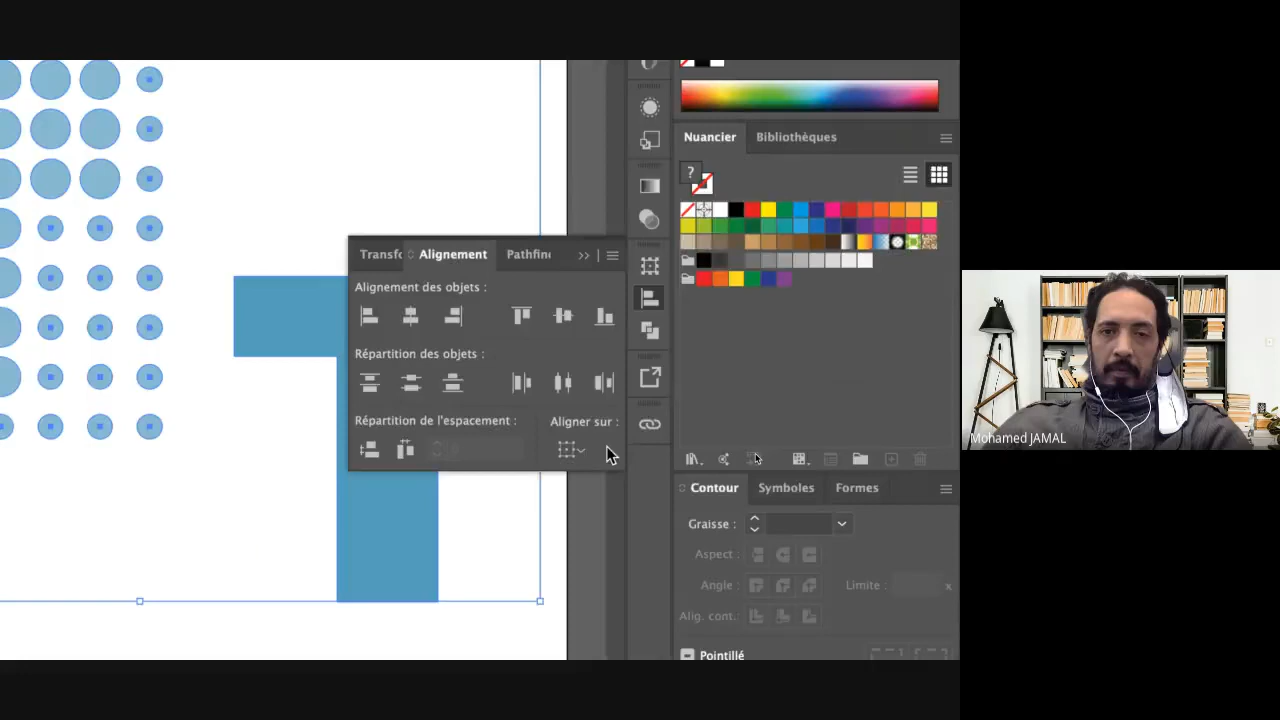 Nuancier Bibliothèques
?
Transfo Alignement Pathfin >> |
Alignement des objets :
Répartition des objets :
Répartition de l'espacement :
Aligner sur :
Contour Symboles Formes
Graisse :
Aspect :
Angle : Limite : x
Alig. cont.:
Pointillé
Mohamed JAMAL